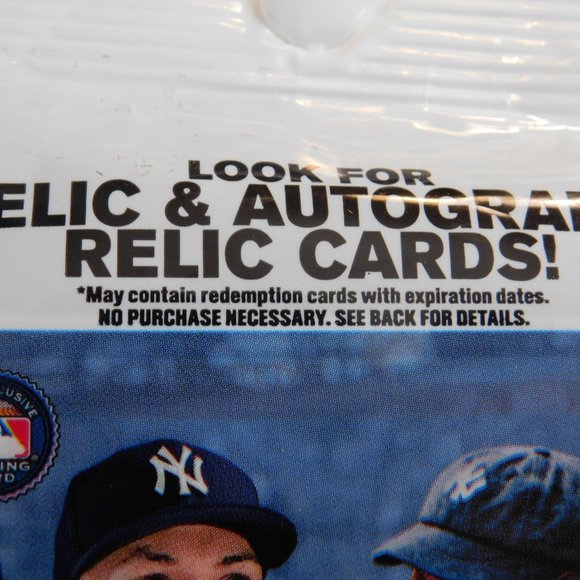 LOOK FOR
ELIC & AUTOGRA
RELIC CARDS!
*May contain redemption cards with expiration dates.
NO PURCHASE NECESSARY. SEE BACK FOR DETAILS.
NY